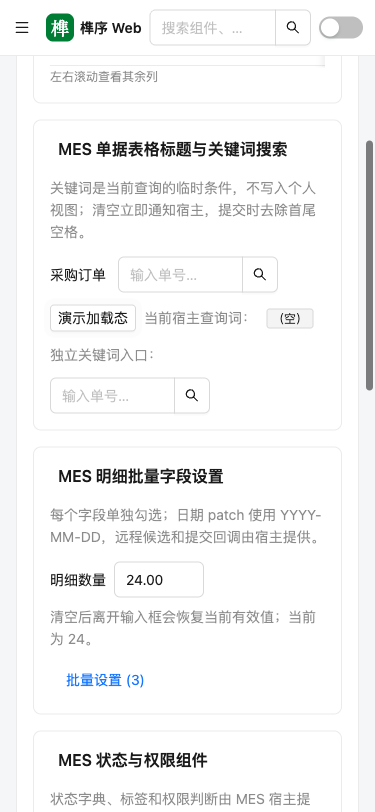 榫 榫序 Web 搜索组件、...
左右滚动查看其余列
MES 单据表格标题与关键词搜索
关键词是当前查询的临时条件，不写入个人
视图；清空立即通知宿主，提交时去除首尾
空格。
采购订单 输入单号...
演示加载态 当前宿主查询词： (空)
独立关键词入口：
输入单号...
MES 明细批量字段设置
每个字段单独勾选；日期 patch 使用 YYYY-
MM-DD，远程候选和提交回调由宿主提供。
明细数量 24.00
清空后离开输入框会恢复当前有效值；当前
为 24。
批量设置 (3)
MES 状态与权限组件
状态字典、标签和权限判断由 MES 宿主提